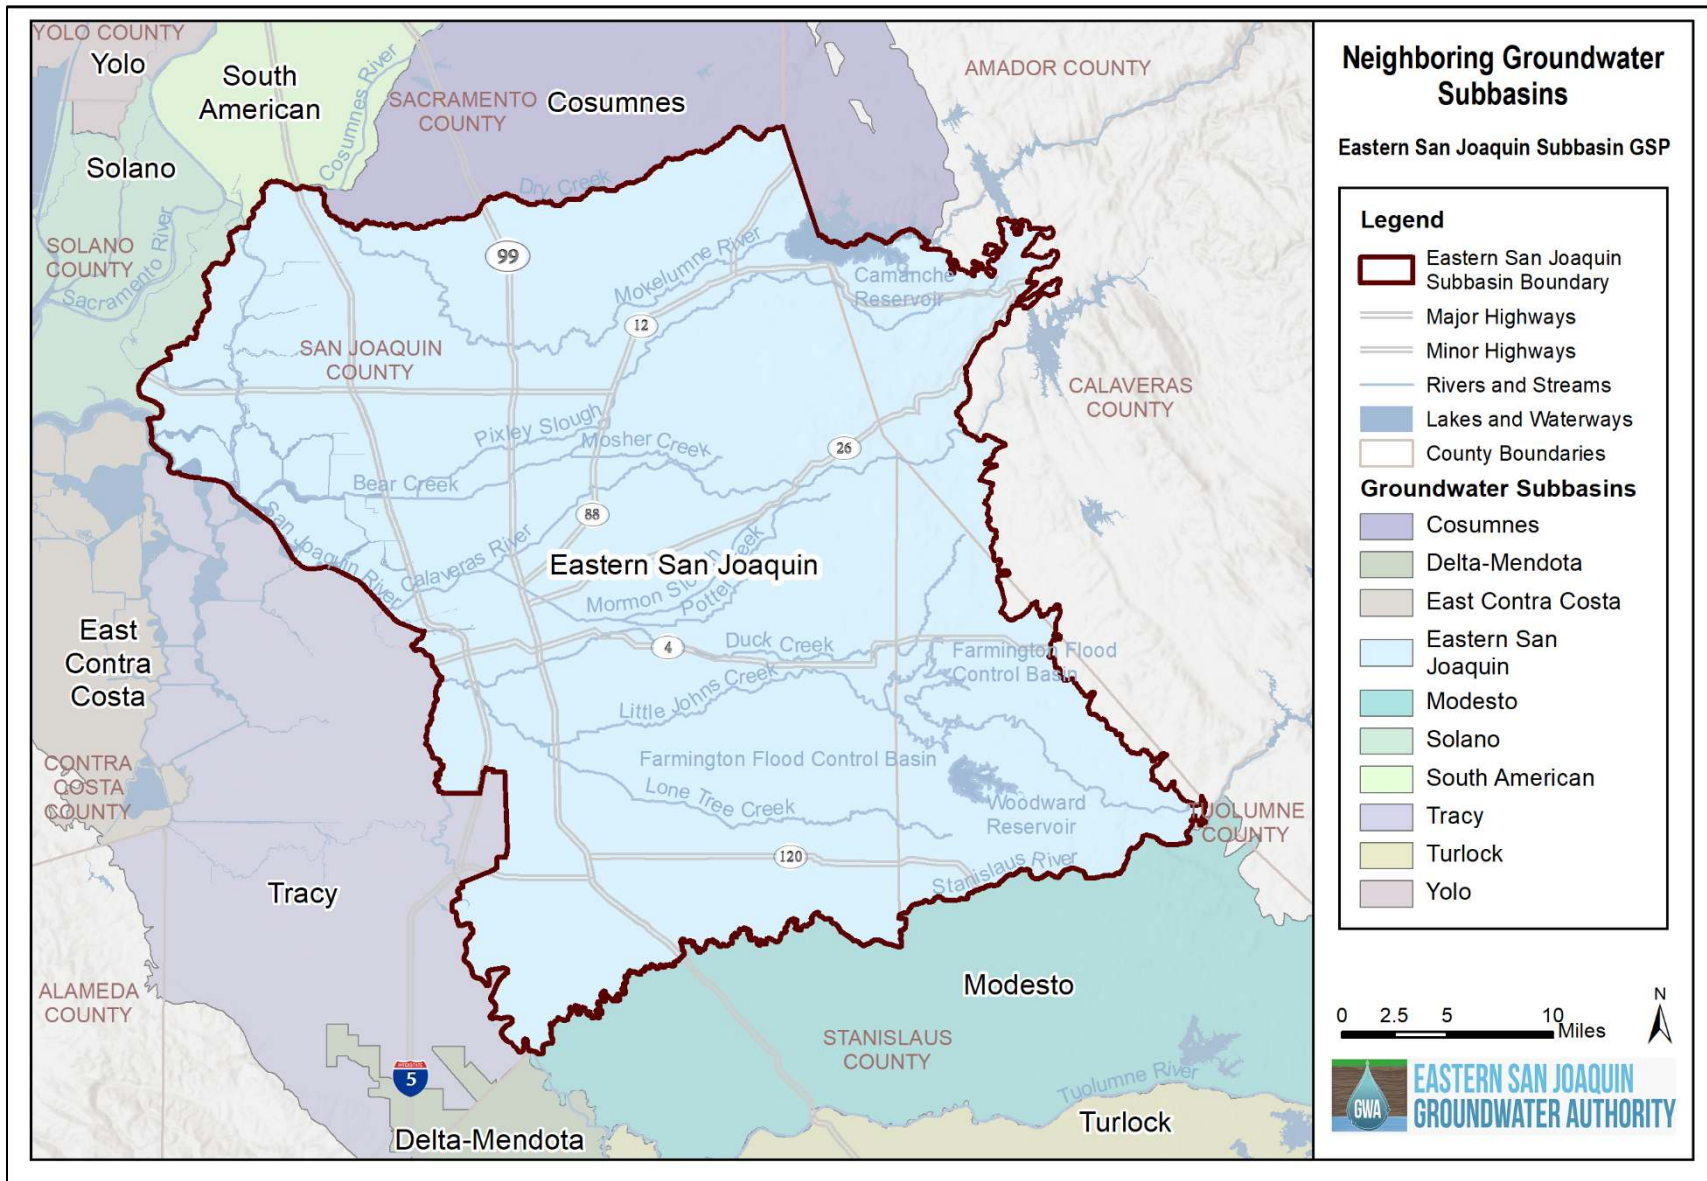 YOLO COUNTY
Yolo
South
American
Cosumnes River
SACRAMENTO
COUNTY
Cosumnes
AMADOR COUNTY
Solano
Dry Creek
SOLANO
COUNTY
Sacramento River
99
Mokelumne River
Camanche
Reservoir
12
SAN JOAQUIN
COUNTY
CALAVERAS
COUNTY
Pixley Slough
Mosher Creek
26
Bear Creek
88
San Joaquin River
Calaveras River
Eastern San Joaquin
Mormon Slough
Potter Creek
East
Contra
Costa
4
Duck Creek
Farmington Flood
Control Basin
Little Johns Creek
Farmington Flood Control Basin
CONTRA
COSTA
COUNTY
Lone Tree Creek
Woodward
Reservoir
TUOLUMNE
COUNTY
120
Stanislaus River
Tracy
ALAMEDA
COUNTY
Modesto
STANISLAUS
COUNTY
5
Tuolumne River
Delta-Mendota
Turlock
Neighboring Groundwater
Subbasins
Eastern San Joaquin Subbasin GSP
Legend
Eastern San Joaquin
Subbasin Boundary
Major Highways
Minor Highways
Rivers and Streams
Lakes and Waterways
County Boundaries
Groundwater Subbasins
Cosumnes
Delta-Mendota
East Contra Costa
Eastern San
Joaquin
Modesto
Solano
South American
Tracy
Turlock
Yolo
N
0 2.5 5 10
Miles
GWA
EASTERN SAN JOAQUIN
GROUNDWATER AUTHORITY